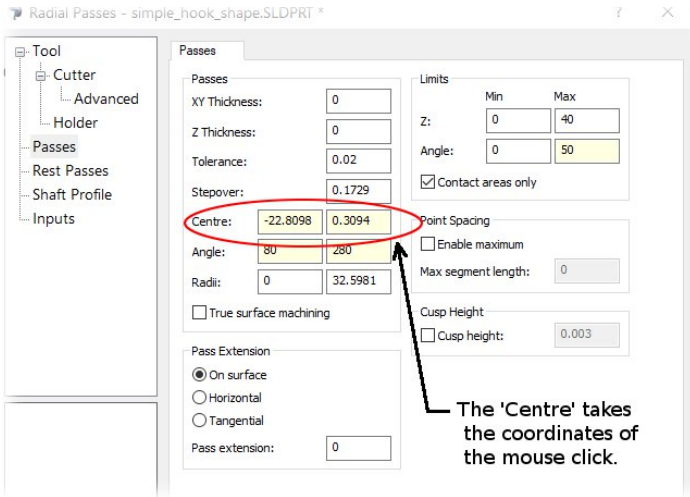 Radial Passes - simple_hook_shape.SLDPRT *
?
Tool
Cutter
Advanced
Holder
Passes
Rest Passes
Shaft Profile
Inputs
Passes
Passes
XY Thickness: 0
Z Thickness: 0
Tolerance: 0.02
Stepover: 0.1729
Centre: -22.8098 0.3094
Angle: 80 280
Radii: 0 32.5981
True surface machining
Pass Extension
On surface
Horizontal
Tangential
Pass extension: 0
Limits
Min Max
Z: 0 40
Angle: 0 50
Contact areas only
Point Spacing
Enable maximum
Max segment length: 0
Cusp Height
Cusp height: 0.003
The 'Centre' takes
the coordinates of
the mouse click.